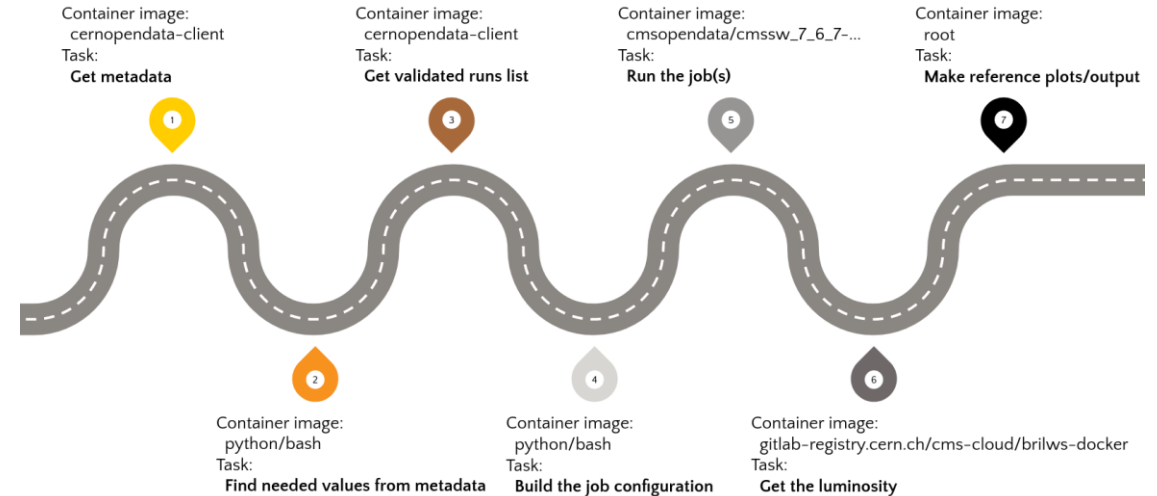 Container image:
cernopendata-client
Task:
Get metadata
Container image:
cernopendata-client
Task:
Get validated runs list
Container image:
cmsopendata/cmssw_7_6_7-...
Task:
Run the job(s)
Container image:
root
Task:
Make reference plots/output
1
3
5
7
2
4
6
Container image:
python/bash
Task:
Find needed values from metadata
Container image:
python/bash
Task:
Build the job configuration
Container image:
gitlab-registry.cern.ch/cms-cloud/brilws-docker
Task:
Get the luminosity